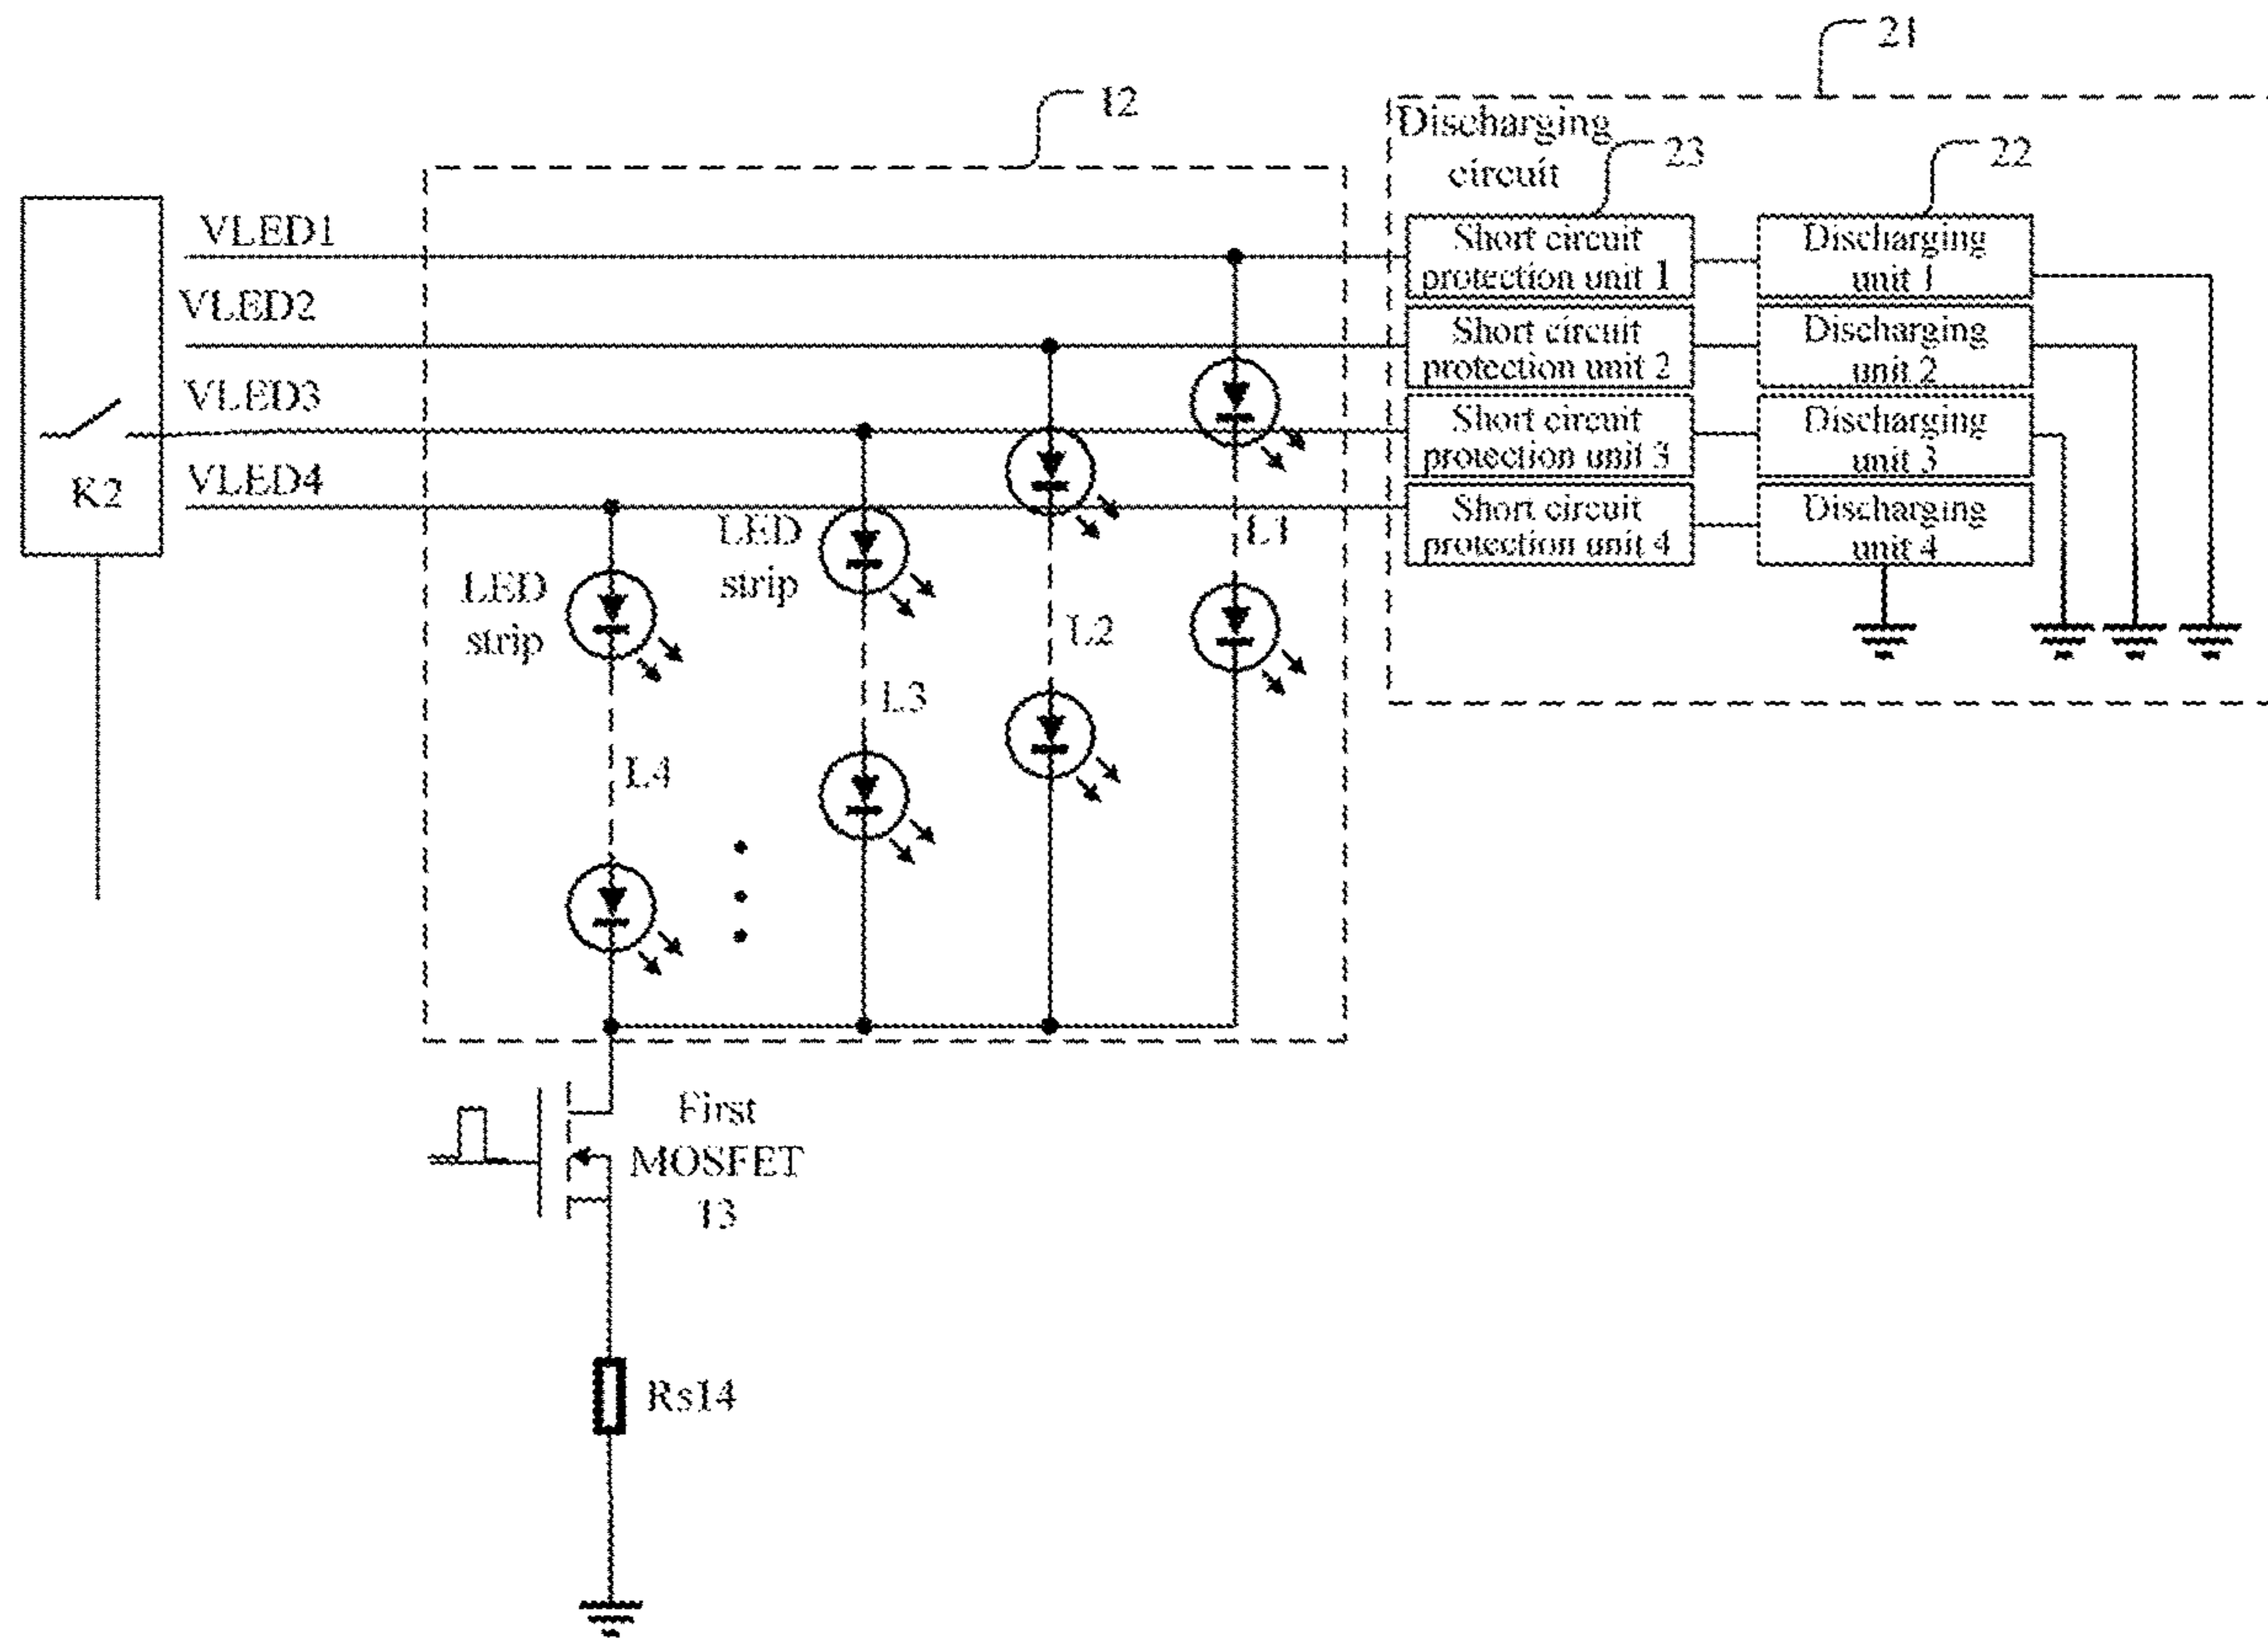 21
12
Discharging
circuit
23
22
VLED1
VLED2
VLED3
VLED4
K2
Short circuit
protection unit 1
Discharging
unit 1
Short circuit
protection unit 2
Discharging
unit 2
Short circuit
protection unit 3
Discharging
unit 3
Short circuit
protection unit 4
Discharging
unit 4
LED
strip
LED
strip
L1
L2
L3
L4
First
MOSFET
13
Rs14